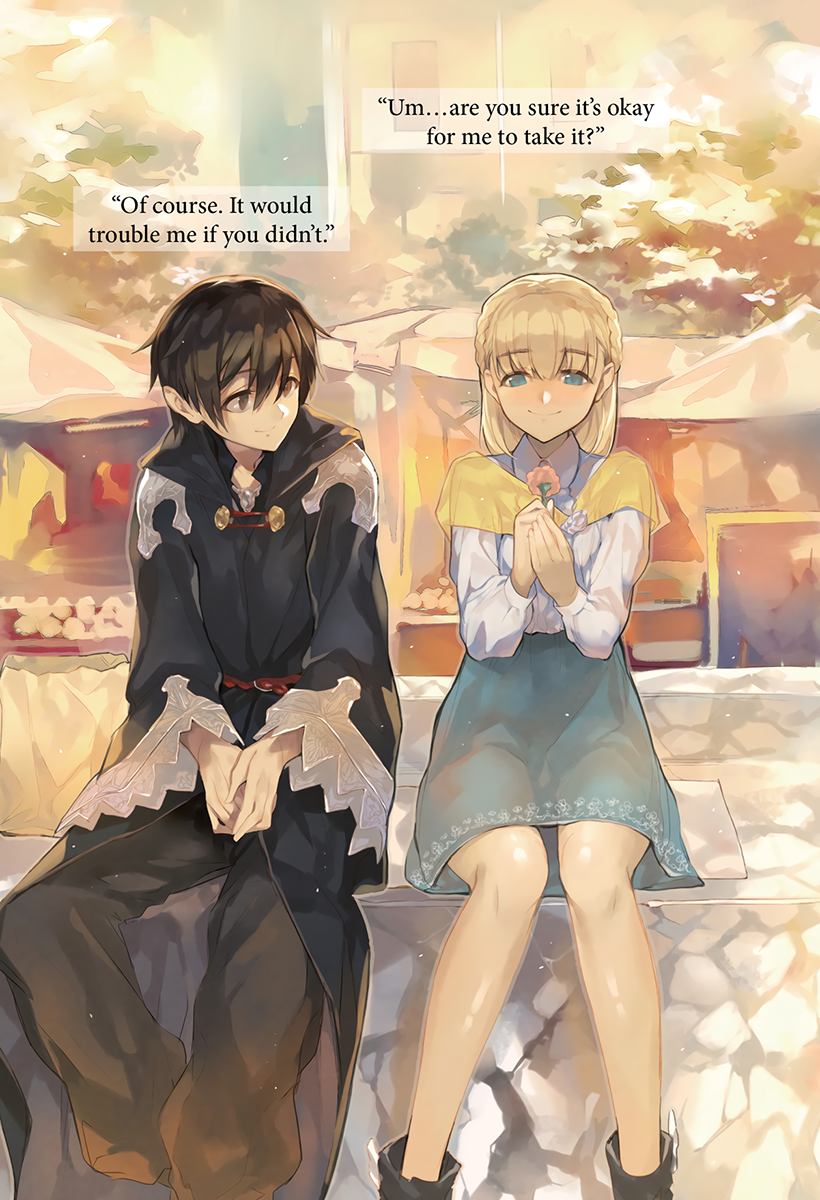 “Um…are you sure it’s okay
for me to take it?”
“Of course. It would
trouble me if you didn’t.”